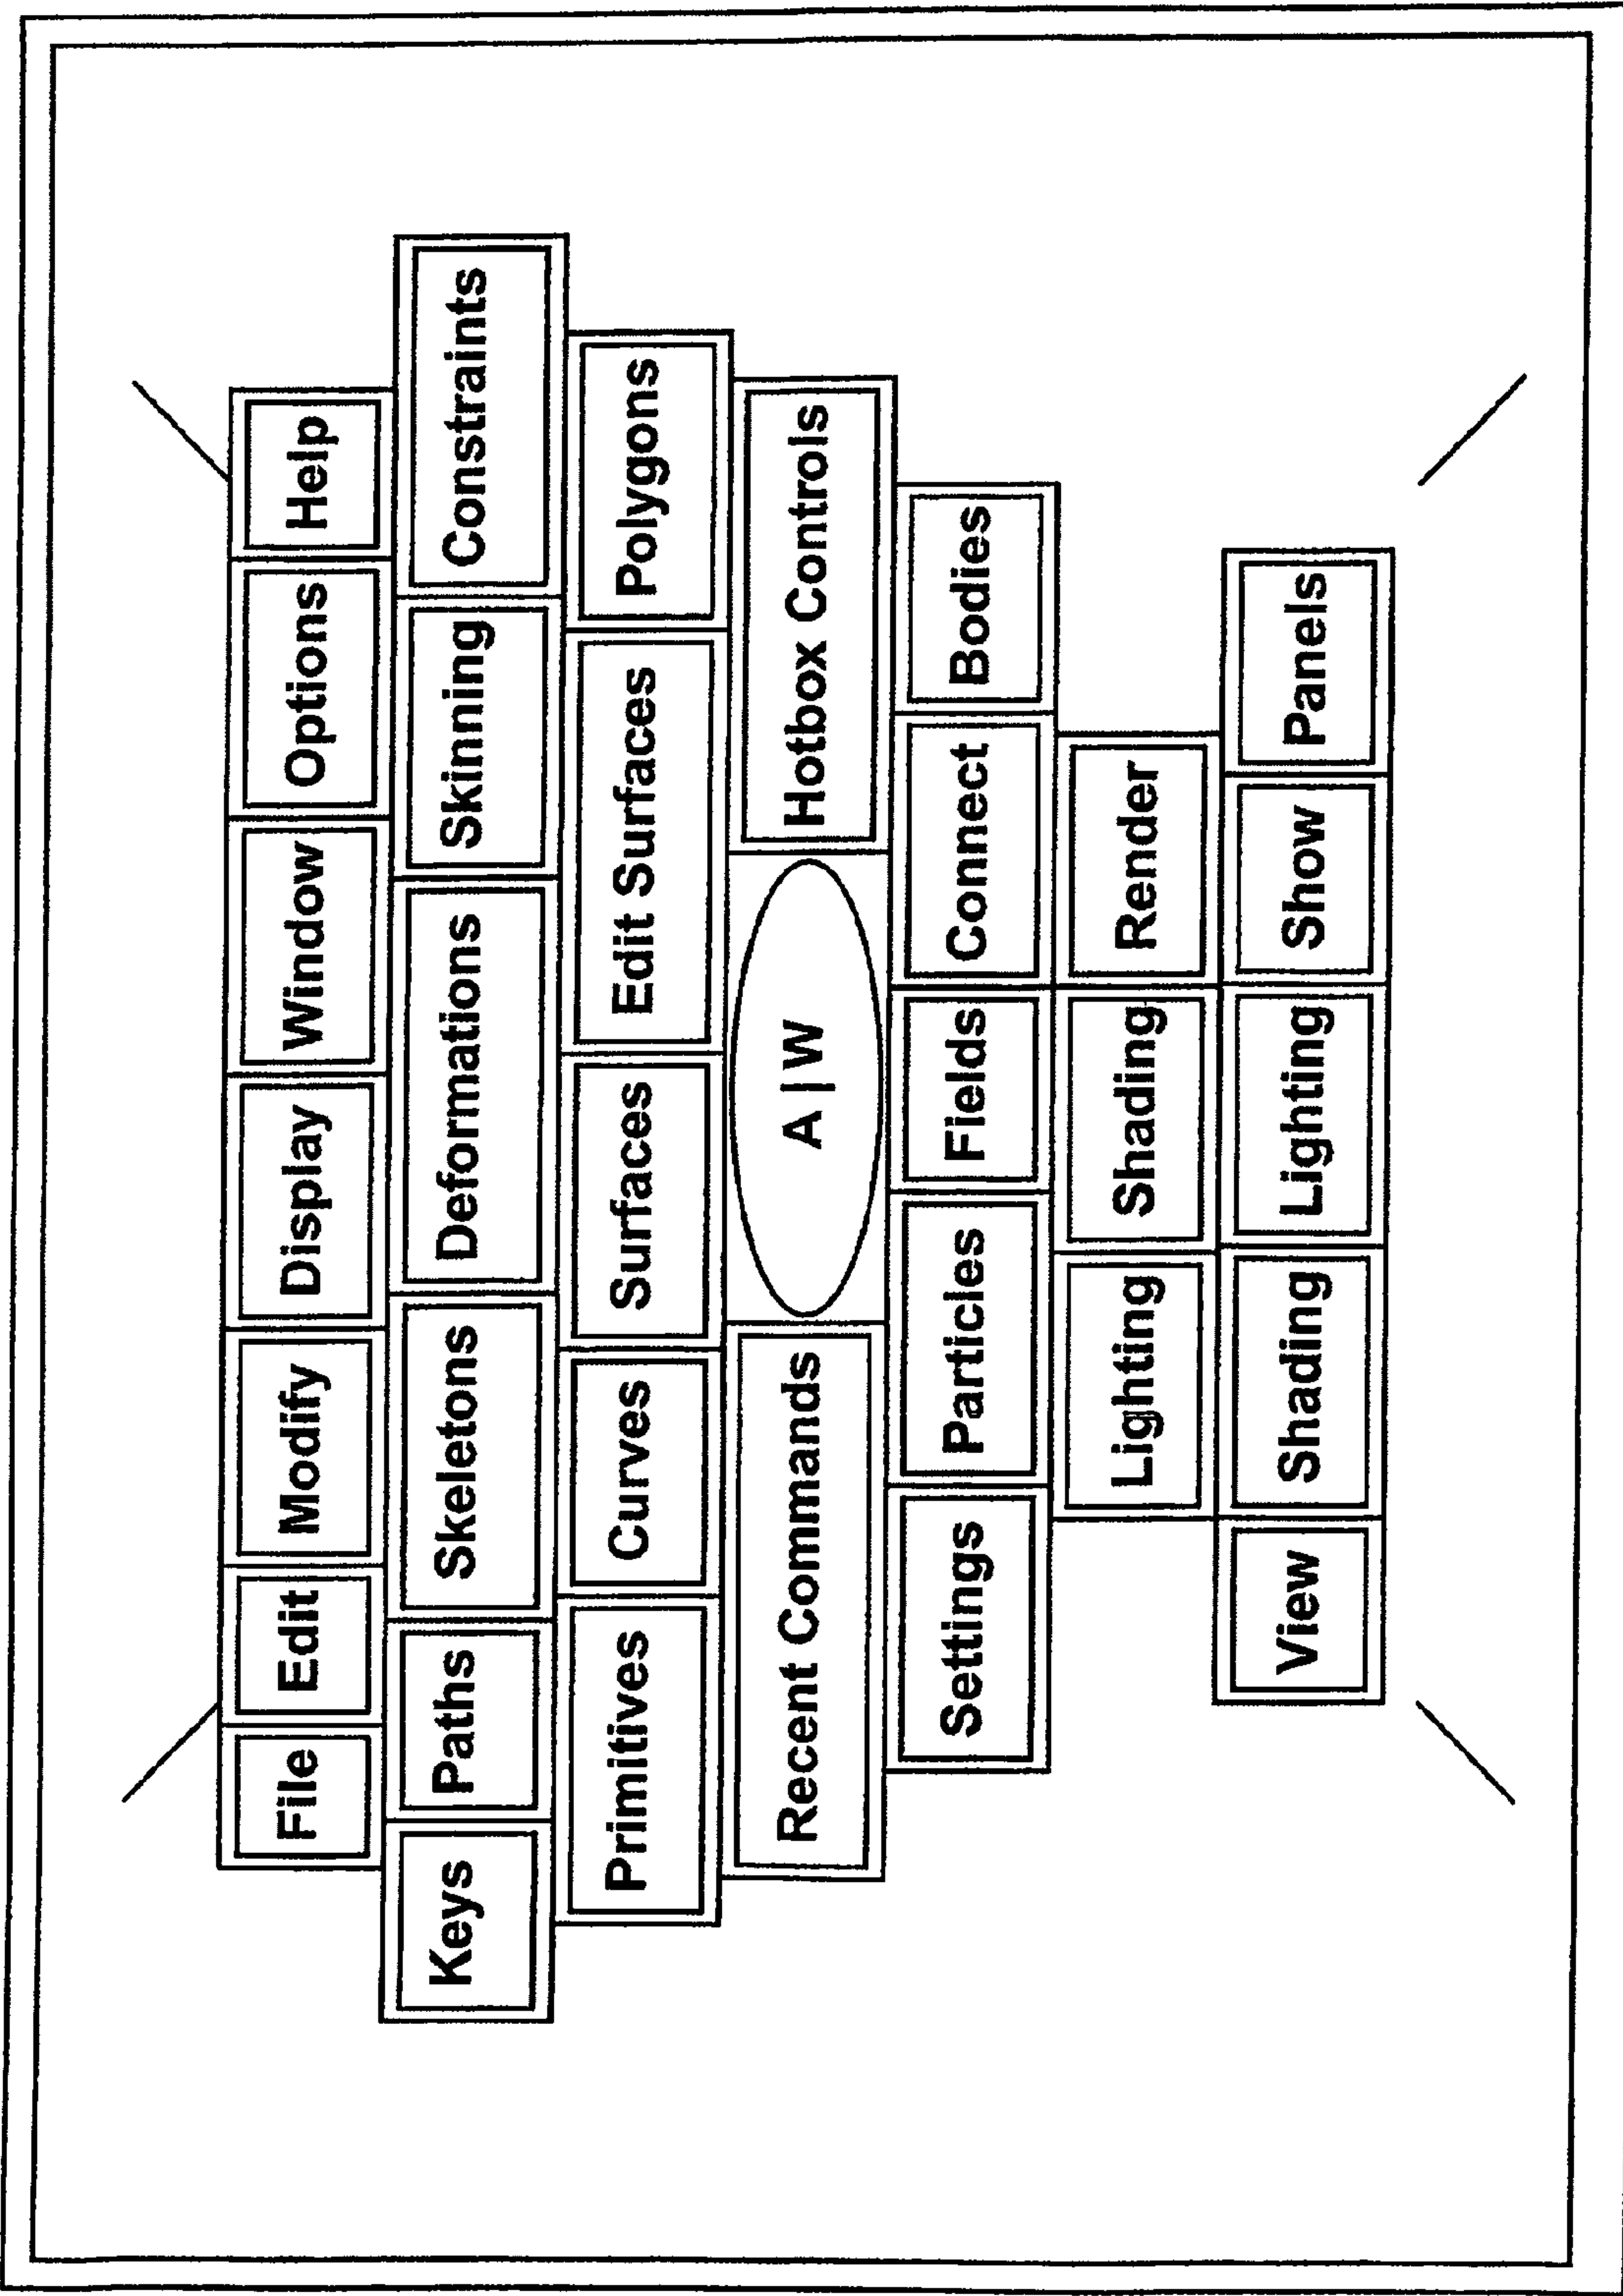 File Edit Modify Display Window Options Help
Keys Paths Skeletons Deformations Skinning Constraints
Primitives Curves Surfaces Edit Surfaces Polygons
Recent Commands A|W Hotbox Controls
Settings Particles Fields Connect Bodies
Lighting Shading Render
View Shading Lighting Show Panels